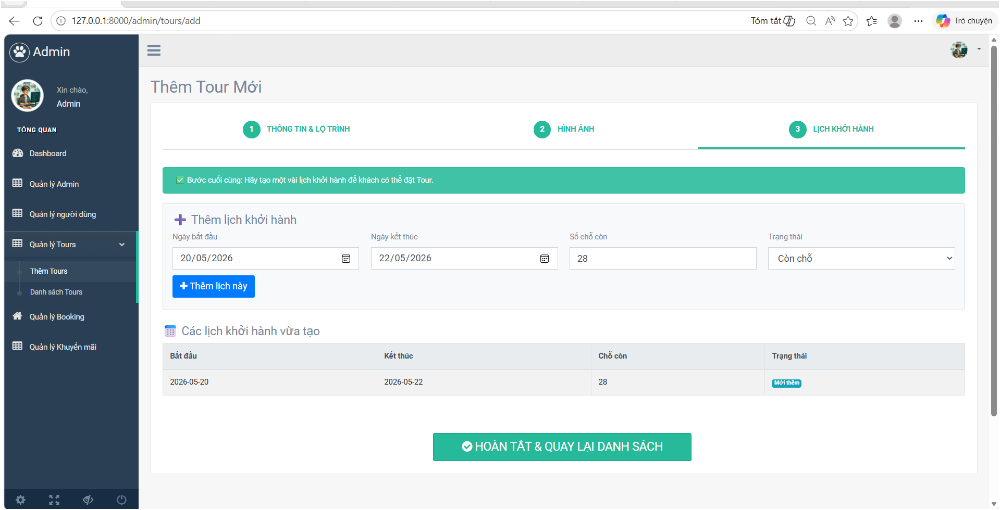 127.0.0.1:8000/admin/tours/add
Tóm tắt
Trò chuyện
Admin
Xin chào,
Admin
TỔNG QUAN
Dashboard
Quản lý Admin
Quản lý người dùng
Quản lý Tours
Thêm Tours
Danh sách Tours
Quản lý Booking
Quản lý Khuyến mãi
Thêm Tour Mới
1 THÔNG TIN & LỘ TRÌNH
2 HÌNH ẢNH
3 LỊCH KHỞI HÀNH
✅ Bước cuối cùng: Hãy tạo một vài lịch khởi hành để khách có thể đặt Tour.
➕ Thêm lịch khởi hành
Ngày bắt đầu Ngày kết thúc Số chỗ còn Trạng thái
20/05/2026 22/05/2026 28 Còn chỗ
Thêm lịch này
Các lịch khởi hành vừa tạo
Bắt đầu Kết thúc Chỗ còn Trạng thái
2026-05-20 2026-05-22 28 Mới thêm
HOÀN TẤT & QUAY LẠI DANH SÁCH